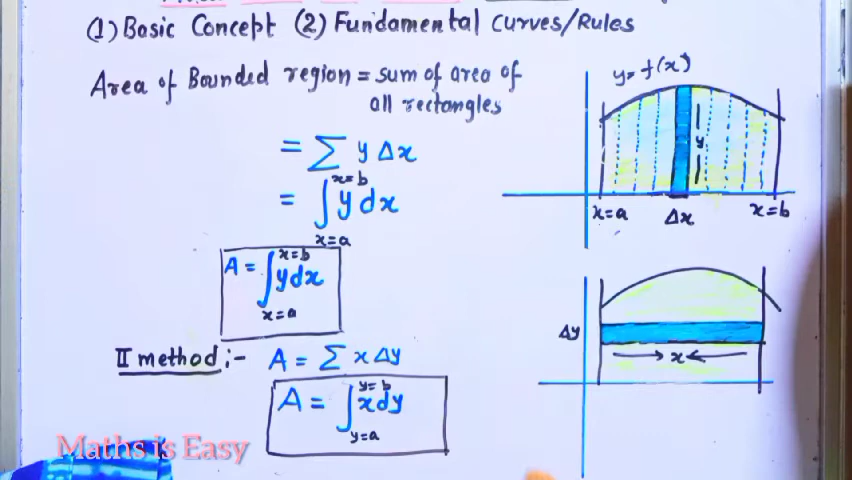 (1) Basic Concept (2) Fundamental Curves/Rules
Area of Bounded region = sum of area of
all rectangles
= ∑ y Δx
= ∫ y dx
x=b
x=a
A = ∫ y dx
x=b
x=a
II method :- A = ∑ x Δy
A = ∫ x dy
y=b
y=a
y = f(x)
y
x=a Δx x=b
Δy
x
Maths is Easy